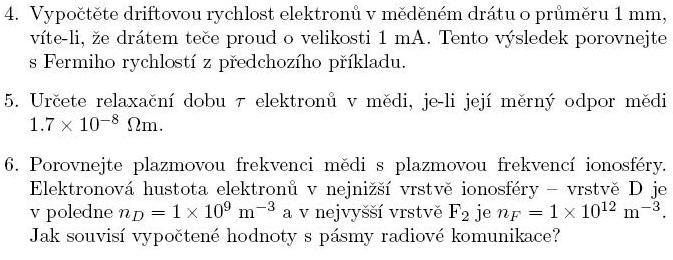 4. Vypočtěte driftovou rychlost elektronů v měděném drátu o průměru 1 mm,
víte-li, že drátem teče proud o velikosti 1 mA. Tento výsledek porovnejte
s Fermiho rychlostí z předchozího příkladu.
5. Určete relaxační dobu τ elektronů v mědi, je-li její měrný odpor mědi
1.7 × 10⁻⁸ Ωm.
6. Porovnejte plazmovou frekvenci mědi s plazmovou frekvencí ionosféry.
Elektronová hustota elektronů v nejnižší vrstvě ionosféry – vrstvě D je
v poledne n_D = 1 × 10⁹ m⁻³ a v nejvyšší vrstvě F₂ je n_F = 1 × 10¹² m⁻³.
Jak souvisí vypočtené hodnoty s pásmy radiové komunikace?